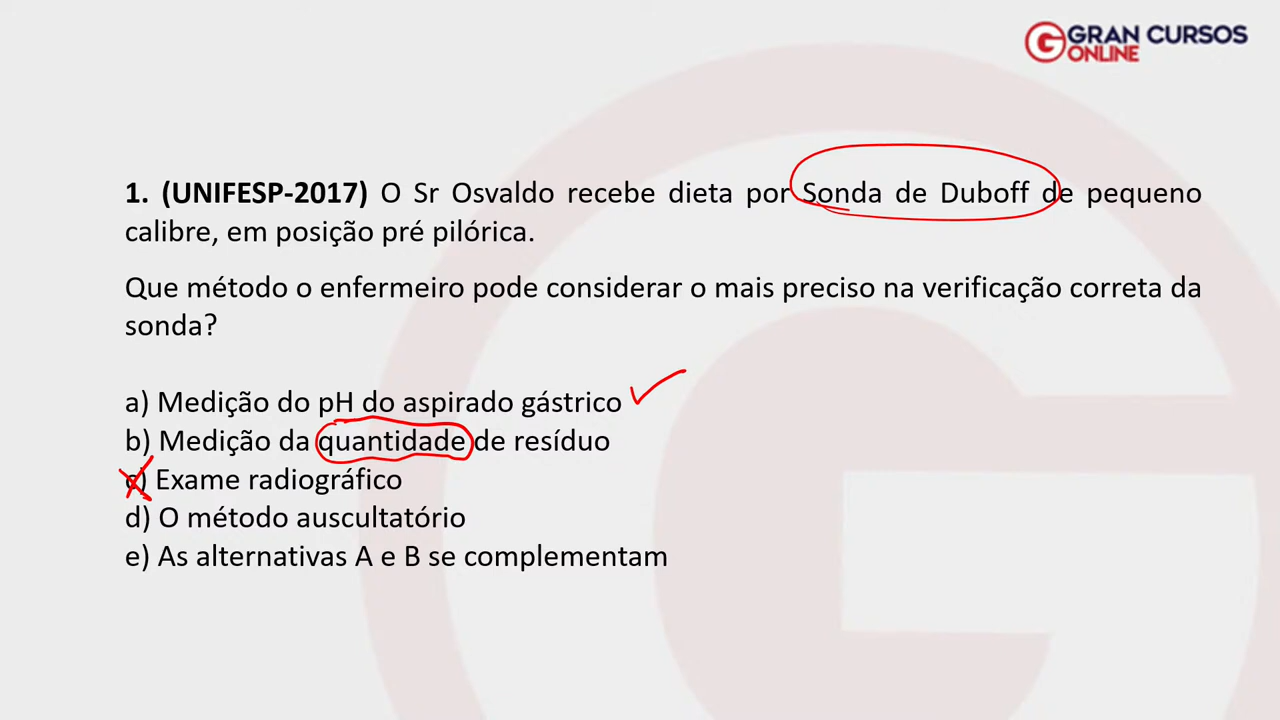 GRAN CURSOS
ONLINE
1. (UNIFESP-2017) O Sr Osvaldo recebe dieta por Sonda de Duboff de pequeno
calibre, em posição pré pilórica.
Que método o enfermeiro pode considerar o mais preciso na verificação correta da
sonda?
a) Medição do pH do aspirado gástrico
b) Medição da quantidade de resíduo
c) Exame radiográfico
d) O método auscultatório
e) As alternativas A e B se complementam